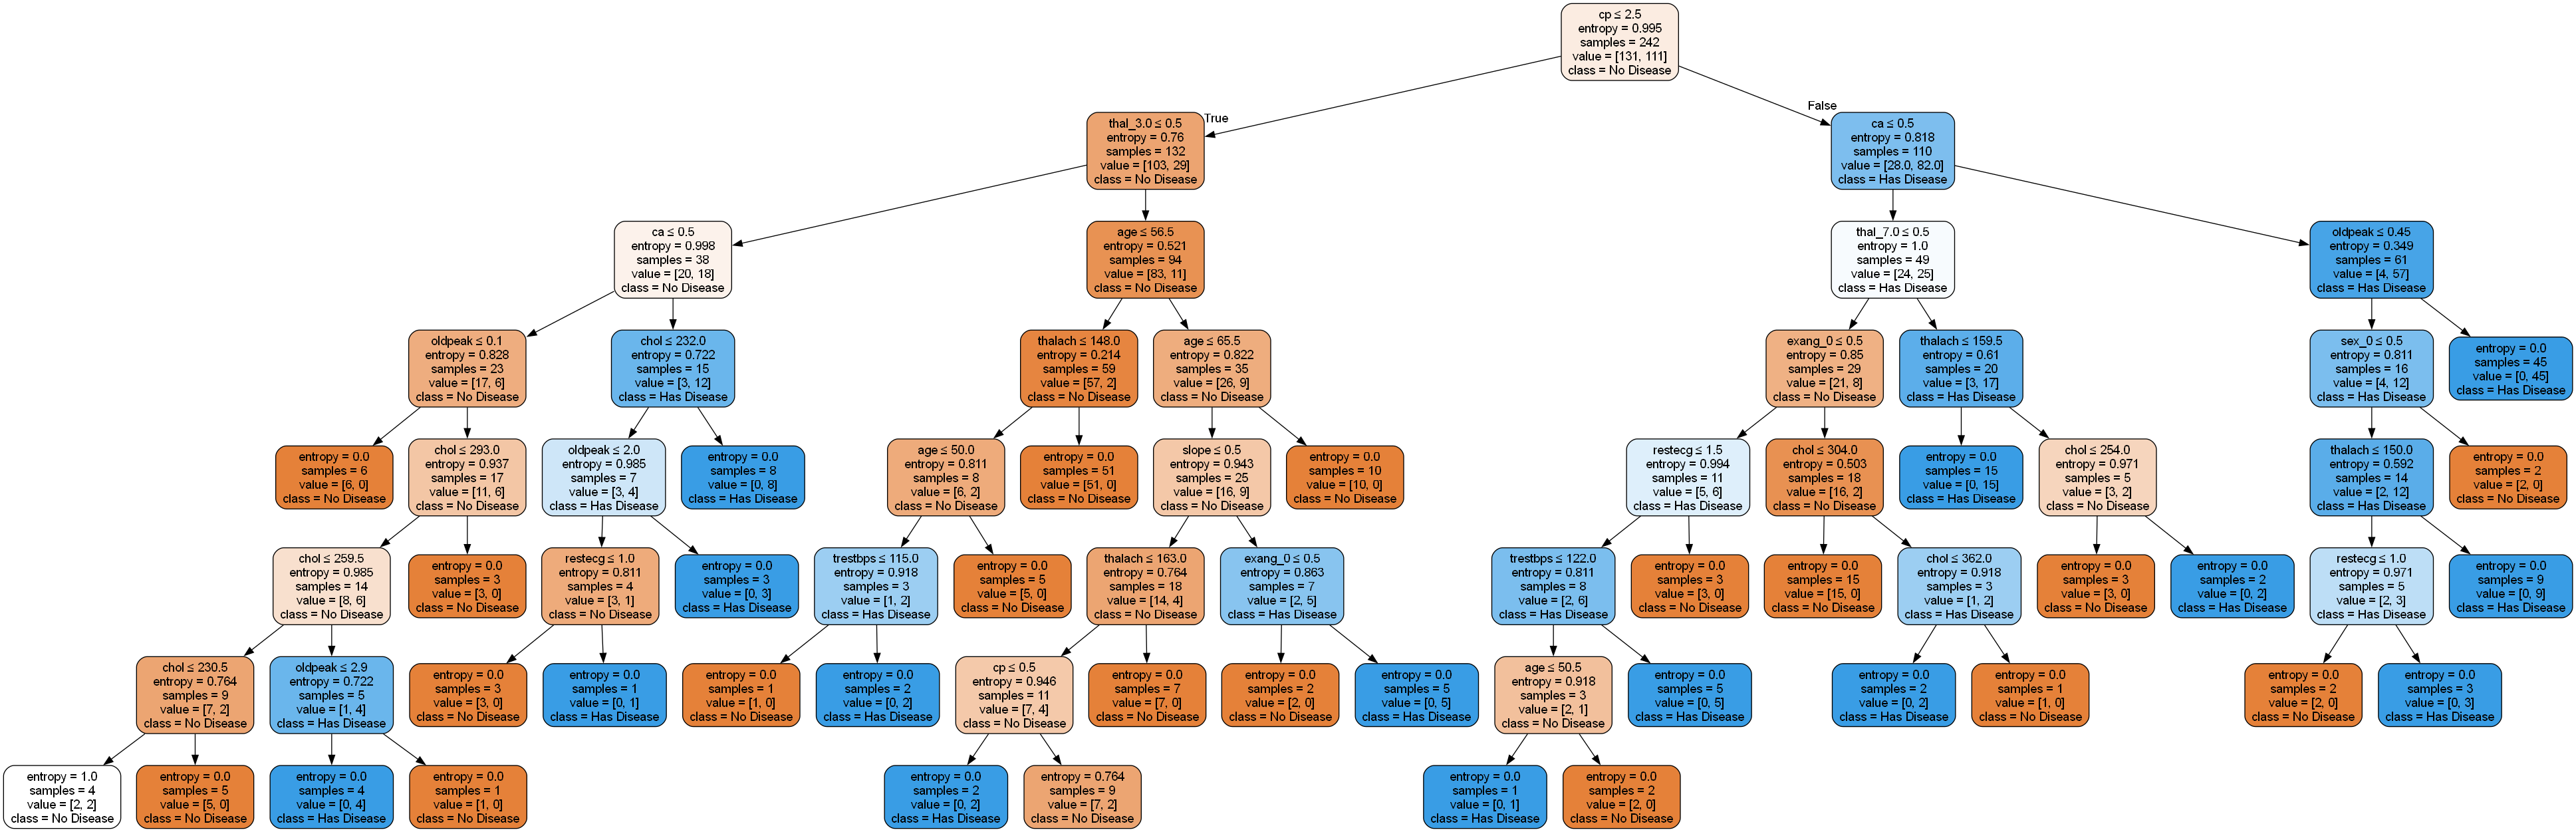 cp ≤ 2.5
entropy = 0.995
samples = 242
value = [131, 111]
class = No Disease
True
False
thal_3.0 ≤ 0.5
entropy = 0.76
samples = 132
value = [103, 29]
class = No Disease
ca ≤ 0.5
entropy = 0.818
samples = 110
value = [28.0, 82.0]
class = Has Disease
ca ≤ 0.5
entropy = 0.998
samples = 38
value = [20, 18]
class = No Disease
age ≤ 56.5
entropy = 0.521
samples = 94
value = [83, 11]
class = No Disease
thal_7.0 ≤ 0.5
entropy = 1.0
samples = 49
value = [24, 25]
class = Has Disease
oldpeak ≤ 0.45
entropy = 0.349
samples = 61
value = [4, 57]
class = Has Disease
oldpeak ≤ 0.1
entropy = 0.828
samples = 23
value = [17, 6]
class = No Disease
chol ≤ 232.0
entropy = 0.722
samples = 15
value = [3, 12]
class = Has Disease
thalach ≤ 148.0
entropy = 0.214
samples = 59
value = [57, 2]
class = No Disease
age ≤ 65.5
entropy = 0.822
samples = 35
value = [26, 9]
class = No Disease
exang_0 ≤ 0.5
entropy = 0.85
samples = 29
value = [21, 8]
class = No Disease
thalach ≤ 159.5
entropy = 0.61
samples = 20
value = [3, 17]
class = Has Disease
sex_0 ≤ 0.5
entropy = 0.811
samples = 16
value = [4, 12]
class = Has Disease
entropy = 0.0
samples = 45
value = [0, 45]
class = Has Disease
entropy = 0.0
samples = 6
value = [6, 0]
class = No Disease
chol ≤ 293.0
entropy = 0.937
samples = 17
value = [11, 6]
class = No Disease
oldpeak ≤ 2.0
entropy = 0.985
samples = 7
value = [3, 4]
class = Has Disease
entropy = 0.0
samples = 8
value = [0, 8]
class = Has Disease
age ≤ 50.0
entropy = 0.811
samples = 8
value = [6, 2]
class = No Disease
entropy = 0.0
samples = 51
value = [51, 0]
class = No Disease
slope ≤ 0.5
entropy = 0.943
samples = 25
value = [16, 9]
class = No Disease
entropy = 0.0
samples = 10
value = [10, 0]
class = No Disease
restecg ≤ 1.5
entropy = 0.994
samples = 11
value = [5, 6]
class = Has Disease
chol ≤ 304.0
entropy = 0.503
samples = 18
value = [16, 2]
class = No Disease
entropy = 0.0
samples = 15
value = [0, 15]
class = Has Disease
chol ≤ 254.0
entropy = 0.971
samples = 5
value = [3, 2]
class = No Disease
thalach ≤ 150.0
entropy = 0.592
samples = 14
value = [2, 12]
class = Has Disease
entropy = 0.0
samples = 2
value = [2, 0]
class = No Disease
chol ≤ 259.5
entropy = 0.985
samples = 14
value = [8, 6]
class = No Disease
entropy = 0.0
samples = 3
value = [3, 0]
class = No Disease
restecg ≤ 1.0
entropy = 0.811
samples = 4
value = [3, 1]
class = No Disease
entropy = 0.0
samples = 3
value = [0, 3]
class = Has Disease
trestbps ≤ 115.0
entropy = 0.918
samples = 3
value = [1, 2]
class = Has Disease
entropy = 0.0
samples = 5
value = [5, 0]
class = No Disease
thalach ≤ 163.0
entropy = 0.764
samples = 18
value = [14, 4]
class = No Disease
exang_0 ≤ 0.5
entropy = 0.863
samples = 7
value = [2, 5]
class = Has Disease
trestbps ≤ 122.0
entropy = 0.811
samples = 8
value = [2, 6]
class = Has Disease
entropy = 0.0
samples = 3
value = [3, 0]
class = No Disease
entropy = 0.0
samples = 15
value = [15, 0]
class = No Disease
chol ≤ 362.0
entropy = 0.918
samples = 3
value = [1, 2]
class = Has Disease
entropy = 0.0
samples = 3
value = [3, 0]
class = No Disease
entropy = 0.0
samples = 2
value = [0, 2]
class = Has Disease
restecg ≤ 1.0
entropy = 0.971
samples = 5
value = [2, 3]
class = Has Disease
entropy = 0.0
samples = 9
value = [0, 9]
class = Has Disease
chol ≤ 230.5
entropy = 0.764
samples = 9
value = [7, 2]
class = No Disease
oldpeak ≤ 2.9
entropy = 0.722
samples = 5
value = [1, 4]
class = Has Disease
entropy = 0.0
samples = 3
value = [3, 0]
class = No Disease
entropy = 0.0
samples = 1
value = [0, 1]
class = Has Disease
entropy = 0.0
samples = 1
value = [1, 0]
class = No Disease
entropy = 0.0
samples = 2
value = [0, 2]
class = Has Disease
cp ≤ 0.5
entropy = 0.946
samples = 11
value = [7, 4]
class = No Disease
entropy = 0.0
samples = 7
value = [7, 0]
class = No Disease
entropy = 0.0
samples = 2
value = [2, 0]
class = No Disease
entropy = 0.0
samples = 5
value = [0, 5]
class = Has Disease
age ≤ 50.5
entropy = 0.918
samples = 3
value = [2, 1]
class = No Disease
entropy = 0.0
samples = 5
value = [0, 5]
class = Has Disease
entropy = 0.0
samples = 2
value = [0, 2]
class = Has Disease
entropy = 0.0
samples = 1
value = [1, 0]
class = No Disease
entropy = 0.0
samples = 2
value = [2, 0]
class = No Disease
entropy = 0.0
samples = 3
value = [0, 3]
class = Has Disease
entropy = 1.0
samples = 4
value = [2, 2]
class = No Disease
entropy = 0.0
samples = 5
value = [5, 0]
class = No Disease
entropy = 0.0
samples = 4
value = [0, 4]
class = Has Disease
entropy = 0.0
samples = 1
value = [1, 0]
class = No Disease
entropy = 0.0
samples = 2
value = [0, 2]
class = Has Disease
entropy = 0.764
samples = 9
value = [7, 2]
class = No Disease
entropy = 0.0
samples = 1
value = [0, 1]
class = Has Disease
entropy = 0.0
samples = 2
value = [2, 0]
class = No Disease